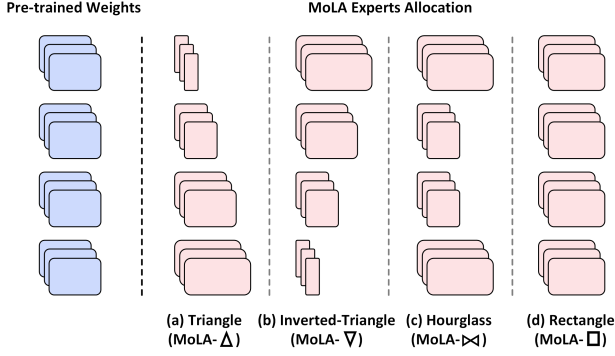 Pre-trained Weights
MoLA Experts Allocation
(a) Triangle
(MoLA- Δ)
(b) Inverted-Triangle
(MoLA- ∇)
(c) Hourglass
(MoLA-⋈)
(d) Rectangle
(MoLA- □)